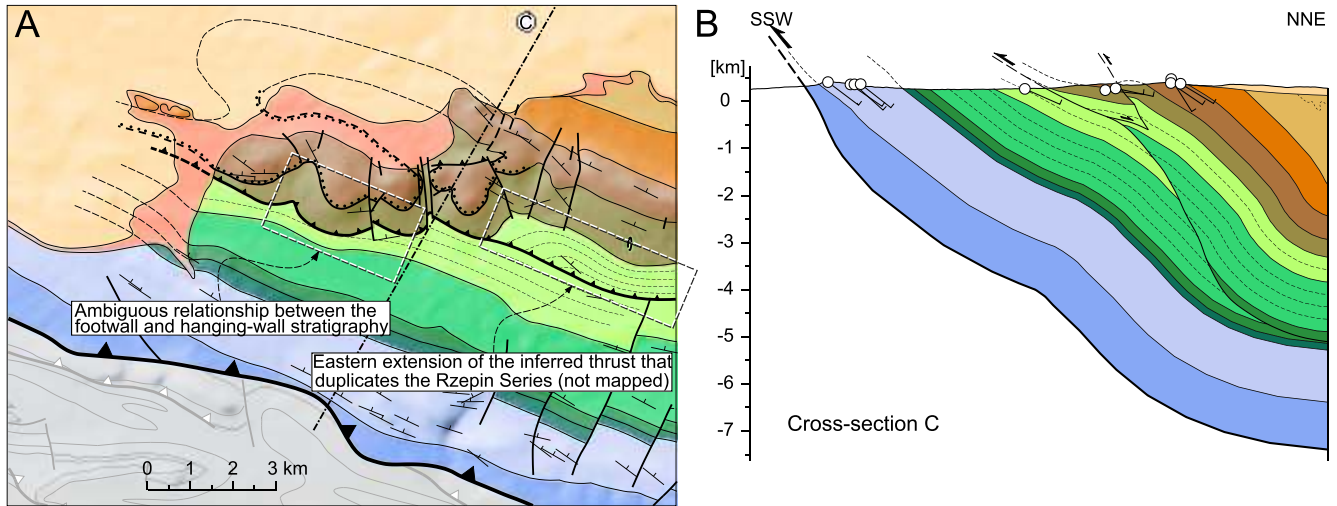 A
C
Ambiguous relationship between the
footwall and hanging-wall stratigraphy
Eastern extension of the inferred thrust that
duplicates the Rzepin Series (not mapped)
0 1 2 3 km
B
SSW
NNE
[km]
0
-1
-2
-3
-4
-5
-6
-7
Cross-section C